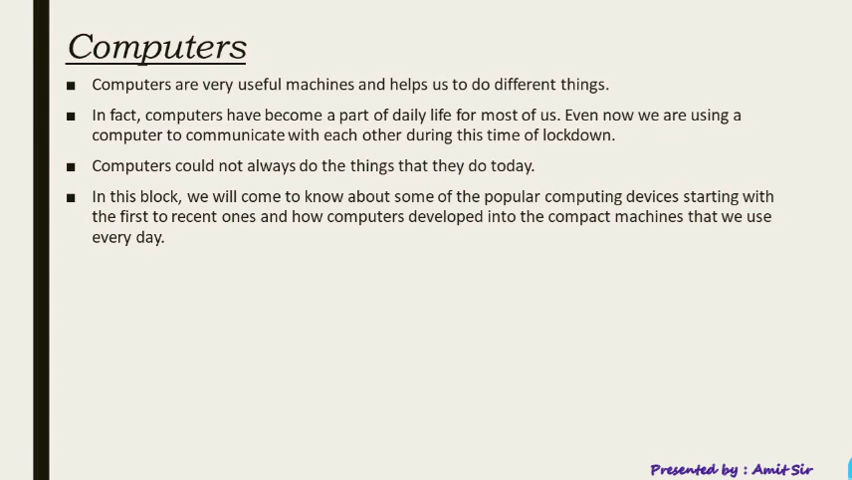 Computers
■ Computers are very useful machines and helps us to do different things.
■ In fact, computers have become a part of daily life for most of us. Even now we are using a
computer to communicate with each other during this time of lockdown.
■ Computers could not always do the things that they do today.
■ In this block, we will come to know about some of the popular computing devices starting with
the first to recent ones and how computers developed into the compact machines that we use
every day.
Presented by : Amit Sir